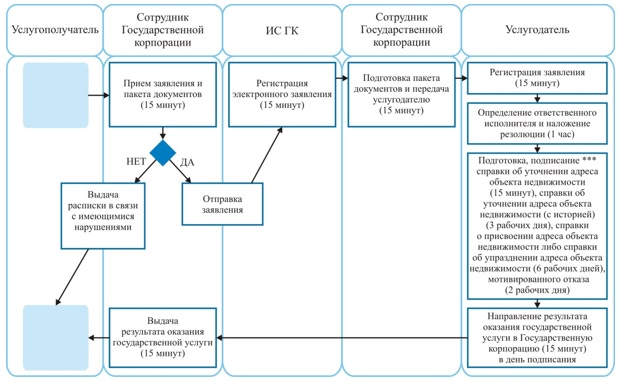 Услугополучатель
Сотрудник
Государственной
корпорации
ИС ГК
Сотрудник
Государственной
корпорации
Услугодатель
Прием заявления и
пакета документов
(15 минут)
Регистрация
электронного заявления
(15 минут)
Подготовка пакета
документов и передача
услугодателю
(15 минут)
Регистрация заявления
(15 минут)
Определение ответственного
исполнителя и наложение
резолюции (1 час)
НЕТ
ДА
Выдача
расписки в связи
с имеющимися
нарушениями
Отправка
заявления
Подготовка, подписание ***
справки об уточнении адреса
объекта недвижимости
(15 минут), справки об
уточнении адреса объекта
недвижимости (с историей)
(3 рабочих дня), справки
о присвоении адреса объекта
недвижимости либо справки
об упразднении адреса объекта
недвижимости (6 рабочих дней),
мотивированного отказа
(2 рабочих дня)
Выдача
результата оказания
государственной услуги
(15 минут)
Направление результата
оказания государственной
услуги в Государственную
корпорацию (15 минут)
в день подписания